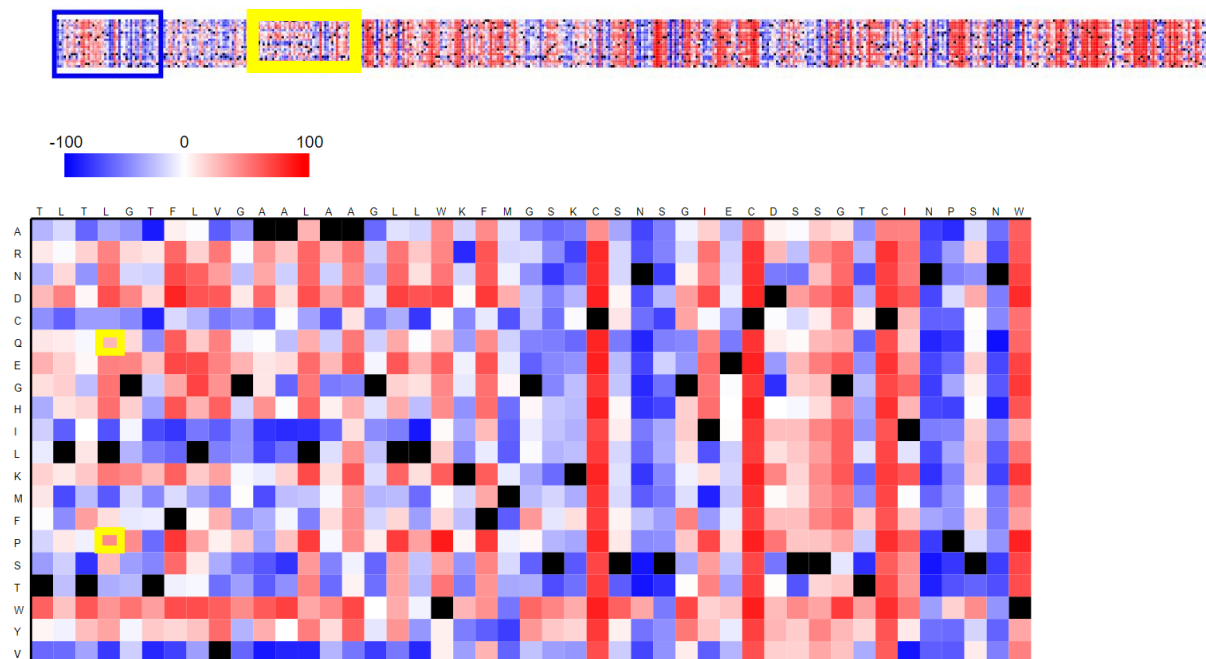 -100 0 100
T L T L G T F L V G A A L A A G L L W K F M G S K C S N S G I E C D S S G T C I N P S N W
A
R
N
D
C
Q
E
G
H
I
L
K
M
F
P
S
T
W
Y
V